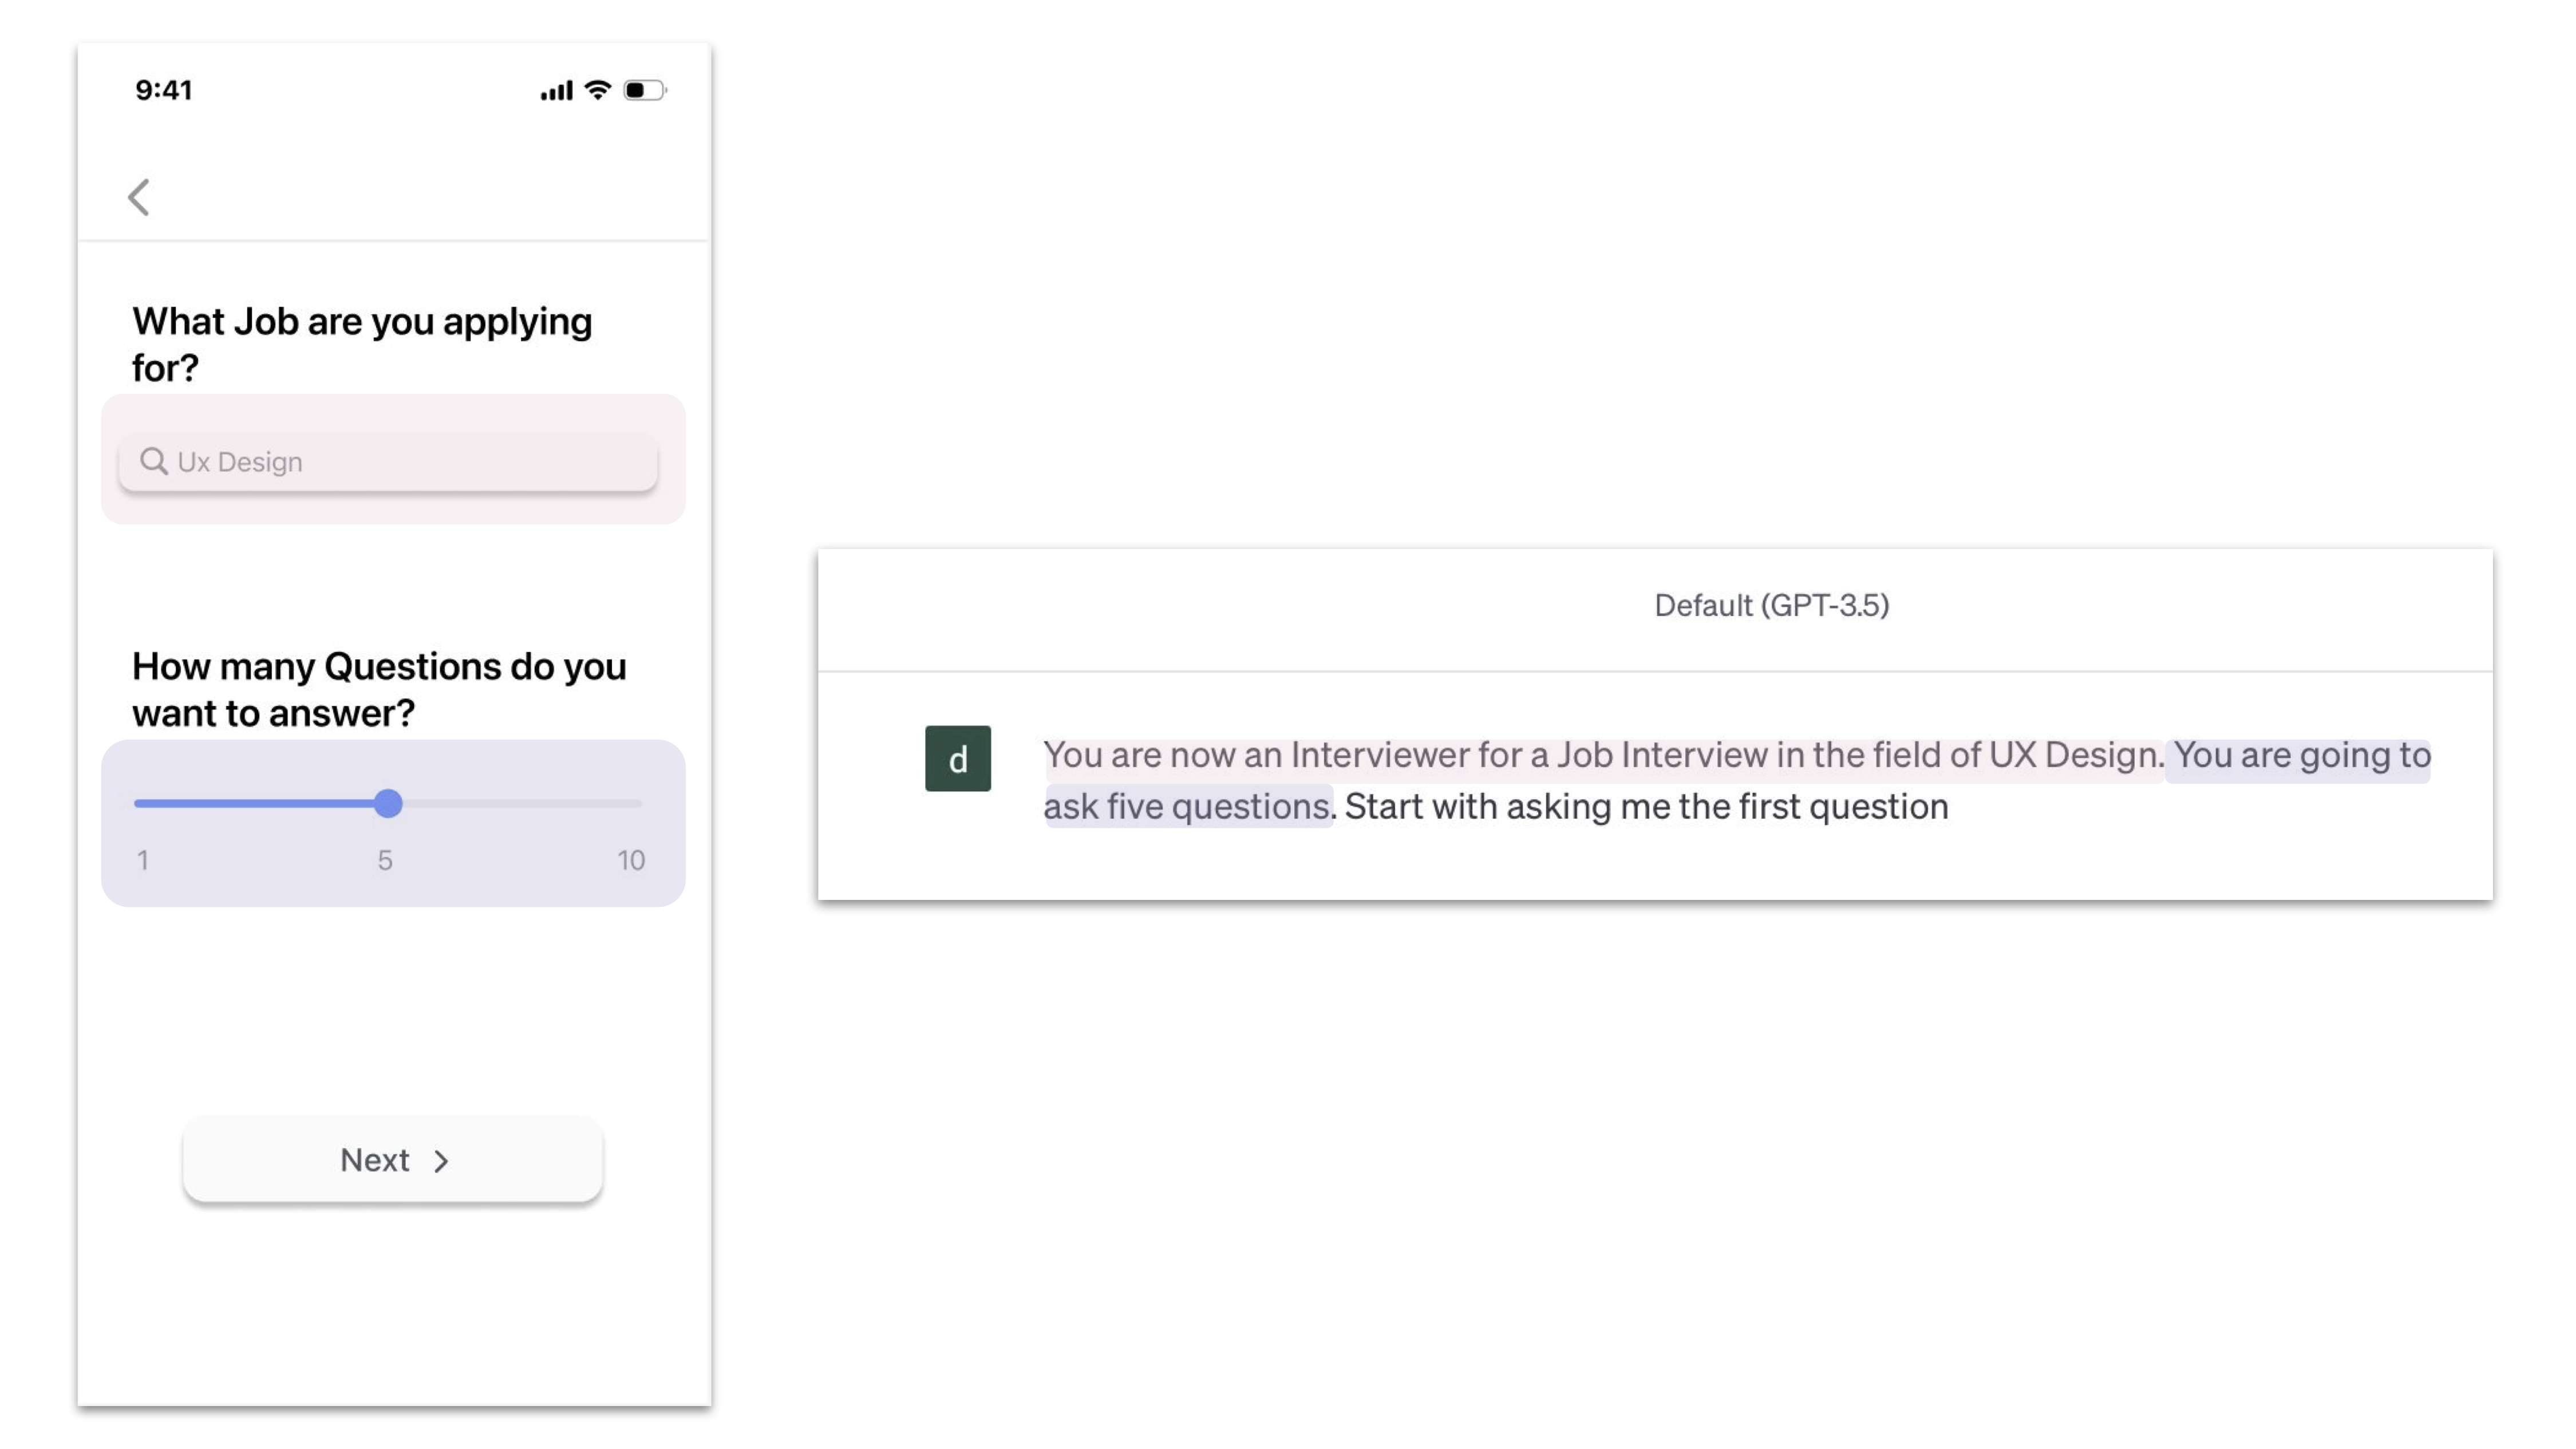 9:41
What Job are you applying
for?
Ux Design
How many Questions do you
want to answer?
1 5 10
Next >
Default (GPT-3.5)
d
You are now an Interviewer for a Job Interview in the field of UX Design. You are going to
ask five questions. Start with asking me the first question